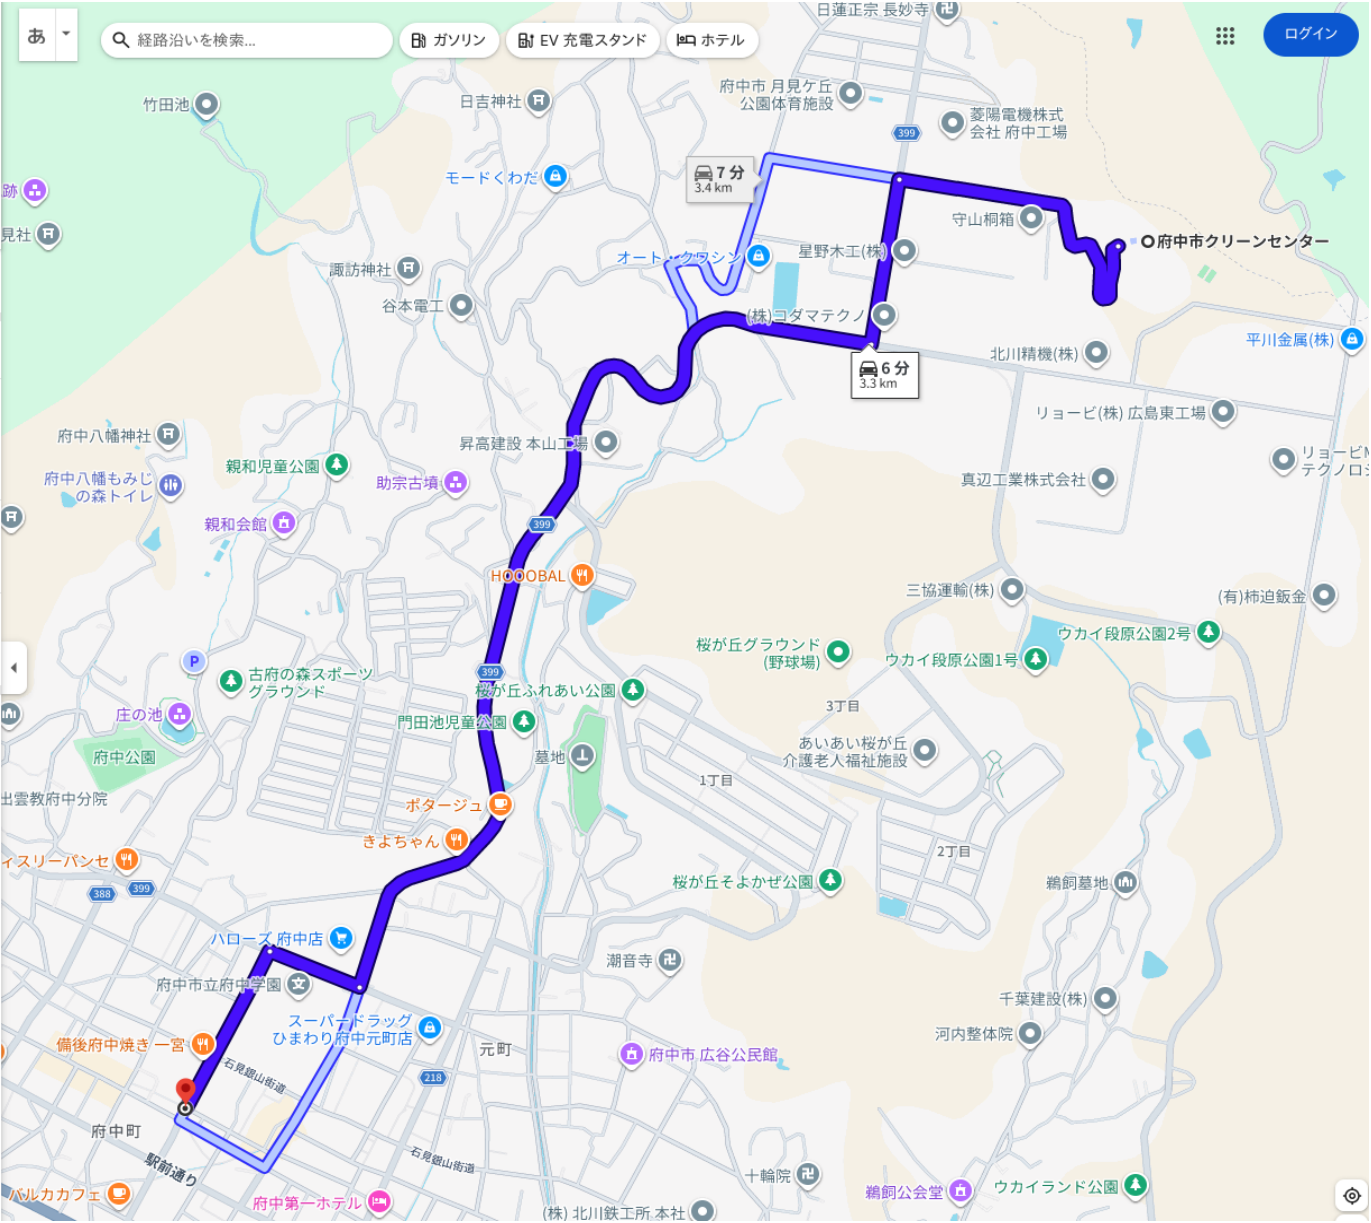 あ
経路沿いを検索...
ガソリン
EV 充電スタンド
ホテル
ログイン
日蓮正宗 長妙寺
竹田池
日吉神社
府中市 月見ケ丘
公園体育施設
399
菱陽電機株式
会社 府中工場
跡
モードくわだ
7 分
3.4 km
見社
守山桐箱
府中市クリーンセンター
オート・クワシン
星野木工(株)
諏訪神社
谷本電工
(株)コダマテクノ
平川金属(株)
6 分
3.3 km
北川精機(株)
リョービ(株) 広島東工場
府中八幡神社
昇高建設 本山工場
親和児童公園
府中八幡もみじ
の森トイレ
助宗古墳
真辺工業株式会社
親和会館
399
HOOOBAL
三協運輸(株)
(有)柿迫鈑金
桜が丘グラウンド
(野球場)
ウカイ段原公園2号
ウカイ段原公園1号
P
399
古府の森スポーツ
グラウンド
桜が丘ふれあい公園
庄の池
門田池児童公園
3丁目
府中公園
墓地
あいあい桜が丘
介護老人福祉施設
1丁目
出雲教府中分院
ポタージュ
きよちゃん
2丁目
ィスリーパンセ
388
399
桜が丘そよかぜ公園
鵜飼墓地
ハローズ 府中店
潮音寺
府中市立府中学園
千葉建設(株)
スーパードラッグ
ひまわり府中元町店
河内整体院
備後府中焼き 一宮
元町
府中市 広谷公民館
石見銀山街道
218
府中町
駅前通り
石見銀山街道
十輪院
バルカカフェ
府中第一ホテル
鵜飼公会堂
ウカイランド公園
(株) 北川鉄工所 本社